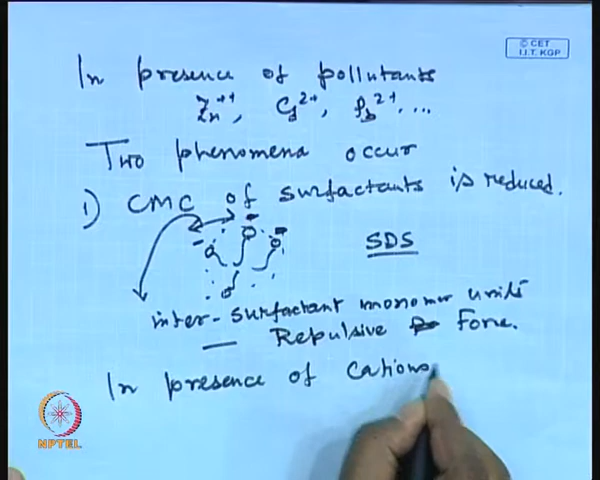 © CET
I.I.T. KGP
In presence of pollutants
Zn++, Cd2+, Pb2+, ...
Two phenomena occur
1) CMC of surfactants is reduced.
SDS
inter-surfactant monomer units
— Repulsive Force.
In presence of Cations
NPTEL